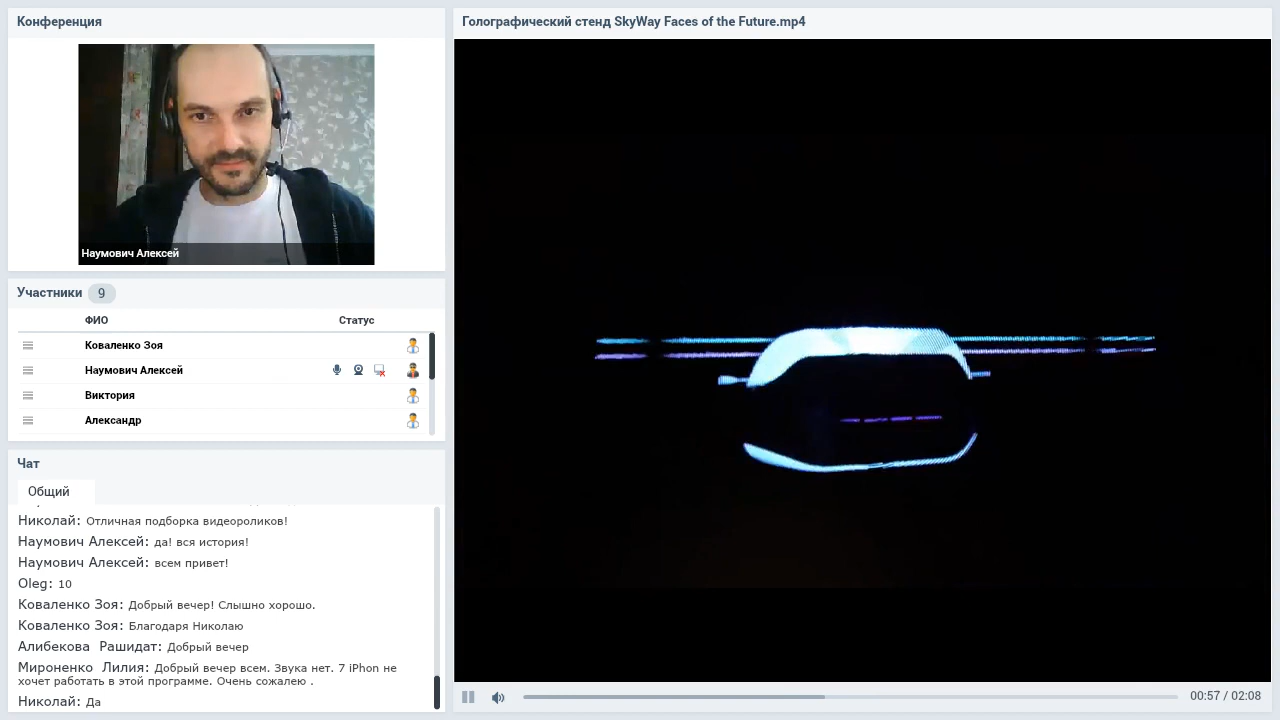 Конференция
Наумович Алексей
Участники 9
ФИО Статус
Коваленко Зоя
Наумович Алексей
Виктория
Александр
Чат
Общий
Николай: Отличная подборка видеороликов!
Наумович Алексей: да! вся история!
Наумович Алексей: всем привет!
Oleg: 10
Коваленко Зоя: Добрый вечер! Слышно хорошо.
Коваленко Зоя: Благодаря Николаю
Алибекова Рашидат: Добрый вечер
Мироненко Лилия: Добрый вечер всем. Звука нет. 7 iPhon не
хочет работать в этой программе. Очень сожалею .
Николай: Да
Голографический стенд SkyWay Faces of the Future.mp4
00:57 / 02:08